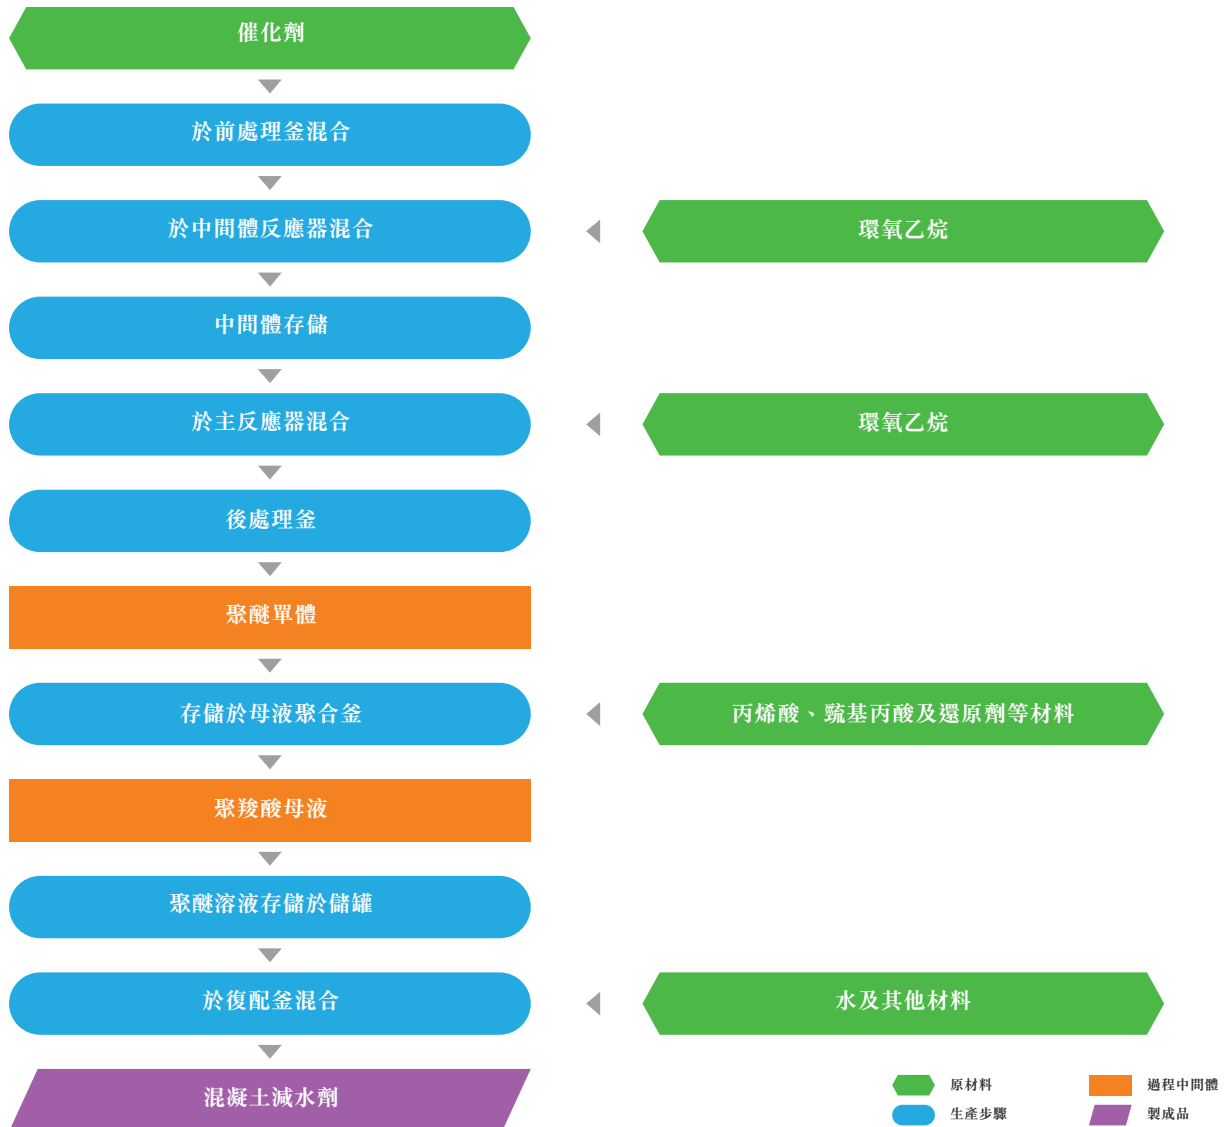 催化劑
於前處理釜混合
於中間體反應器混合
環氧乙烷
中間體存儲
於主反應器混合
環氧乙烷
後處理釜
聚醚單體
存儲於母液聚合釜
丙烯酸、巰基丙酸及還原劑等材料
聚羧酸母液
聚醚溶液存儲於儲罐
於復配釜混合
水及其他材料
混凝土減水劑
原材料
過程中間體
生產步驟
製成品